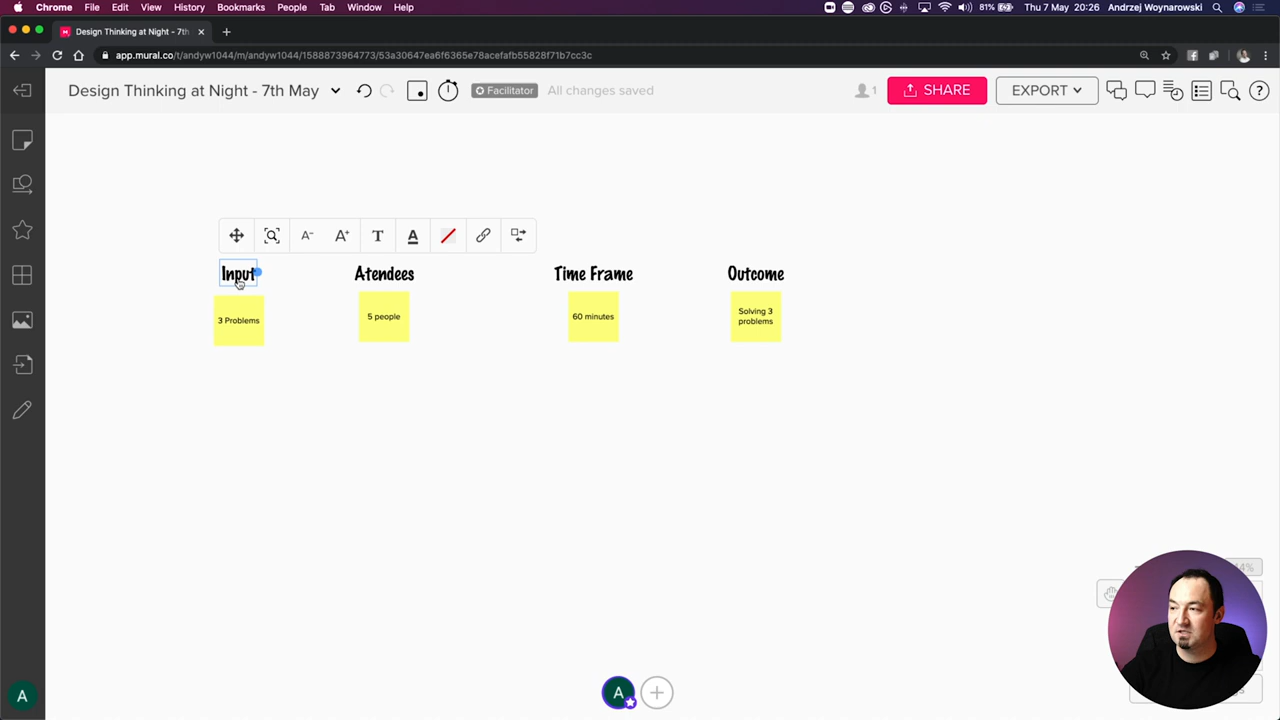 Chrome File Edit View History Bookmarks People Tab Window Help 81% Thu 7 May 20:26 Andrzej Woynarowski
Design Thinking at Night - 7th
app.mural.co/t/andyw1044/m/andyw1044/1588873964773/53a30647ea6f6365e78acefafb55828f71b7cc3c
Design Thinking at Night - 7th May Facilitator All changes saved 1 SHARE EXPORT ?
A- A+ T A
Input Atendees Time Frame Outcome
3 Problems 5 people 60 minutes Solving 3
problems
A
A